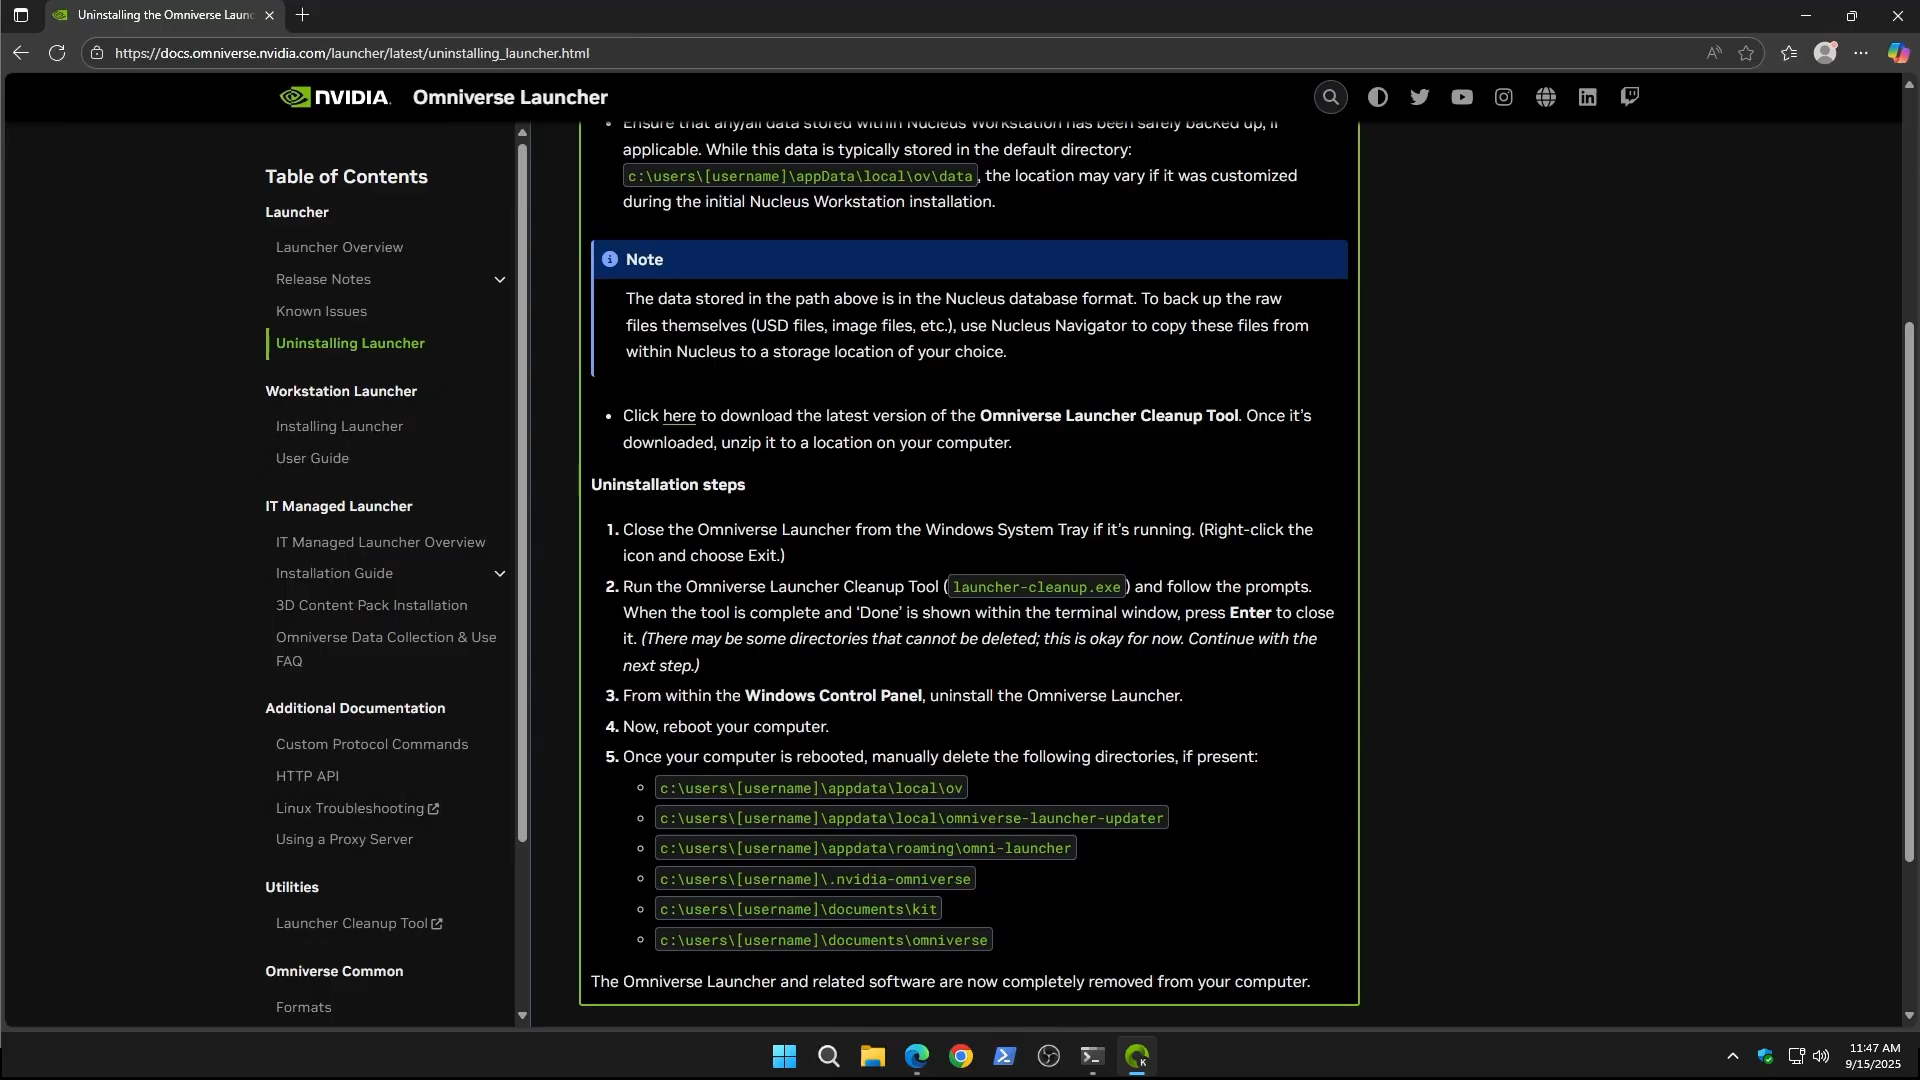 Uninstalling the Omniverse Launc
https://docs.omniverse.nvidia.com/launcher/latest/uninstalling_launcher.html
NVIDIA. Omniverse Launcher
Table of Contents
Launcher
Launcher Overview
Release Notes
Known Issues
Uninstalling Launcher
Workstation Launcher
Installing Launcher
User Guide
IT Managed Launcher
IT Managed Launcher Overview
Installation Guide
3D Content Pack Installation
Omniverse Data Collection & Use
FAQ
Additional Documentation
Custom Protocol Commands
HTTP API
Linux Troubleshooting
Using a Proxy Server
Utilities
Launcher Cleanup Tool
Omniverse Common
Formats
• Ensure that any/all data stored within Nucleus Workstation has been safely backed up, if
applicable. While this data is typically stored in the default directory:
c:\users\[username]\appData\local\ov\data, the location may vary if it was customized
during the initial Nucleus Workstation installation.
Note
The data stored in the path above is in the Nucleus database format. To back up the raw
files themselves (USD files, image files, etc.), use Nucleus Navigator to copy these files from
within Nucleus to a storage location of your choice.
• Click here to download the latest version of the Omniverse Launcher Cleanup Tool. Once it’s
downloaded, unzip it to a location on your computer.
Uninstallation steps
1. Close the Omniverse Launcher from the Windows System Tray if it’s running. (Right-click the
icon and choose Exit.)
2. Run the Omniverse Launcher Cleanup Tool (launcher-cleanup.exe) and follow the prompts.
When the tool is complete and ‘Done’ is shown within the terminal window, press Enter to close
it. (There may be some directories that cannot be deleted; this is okay for now. Continue with the
next step.)
3. From within the Windows Control Panel, uninstall the Omniverse Launcher.
4. Now, reboot your computer.
5. Once your computer is rebooted, manually delete the following directories, if present:
c:\users\[username]\appdata\local\ov
c:\users\[username]\appdata\local\omniverse-launcher-updater
c:\users\[username]\appdata\roaming\omni-launcher
c:\users\[username]\.nvidia-omniverse
c:\users\[username]\documents\kit
c:\users\[username]\documents\omniverse
The Omniverse Launcher and related software are now completely removed from your computer.
11:47 AM
9/15/2025